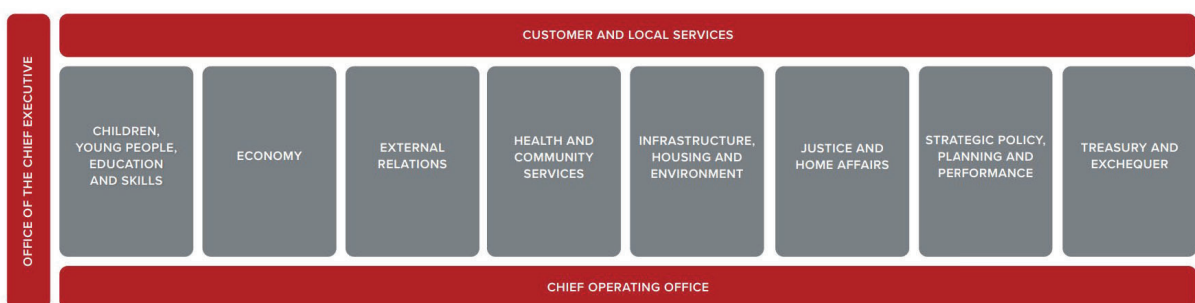 OFFICE OF THE CHIEF EXECUTIVE
CUSTOMER AND LOCAL SERVICES
CHILDREN,
YOUNG PEOPLE,
EDUCATION
AND SKILLS
ECONOMY
EXTERNAL
RELATIONS
HEALTH AND
COMMUNITY
SERVICES
INFRASTRUCTURE,
HOUSING AND
ENVIRONMENT
JUSTICE AND
HOME AFFAIRS
STRATEGIC POLICY,
PLANNING AND
PERFORMANCE
TREASURY AND
EXCHEQUER
CHIEF OPERATING OFFICE